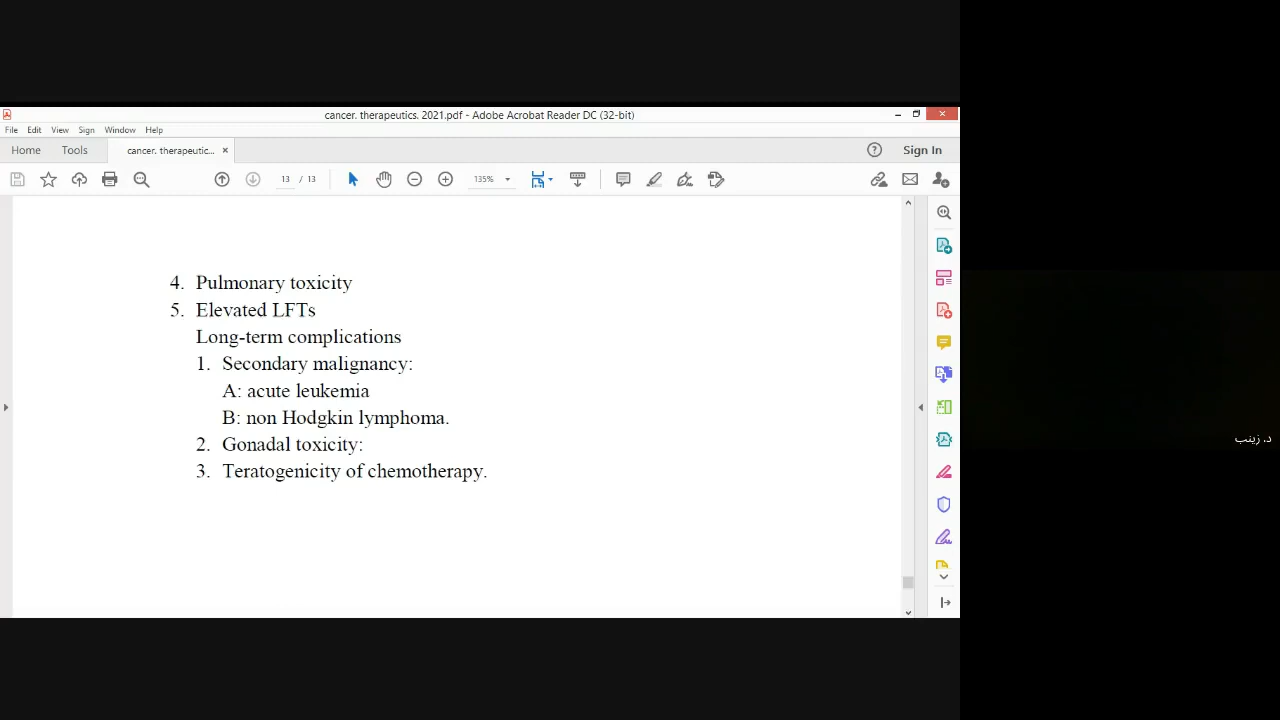 cancer. therapeutics. 2021.pdf - Adobe Acrobat Reader DC (32-bit)
File Edit View Sign Window Help
Home Tools cancer. therapeutic... × Sign In
13 / 13 135%
4. Pulmonary toxicity
5. Elevated LFTs
Long-term complications
1. Secondary malignancy:
A: acute leukemia
B: non Hodgkin lymphoma.
2. Gonadal toxicity:
3. Teratogenicity of chemotherapy.
د. زينب